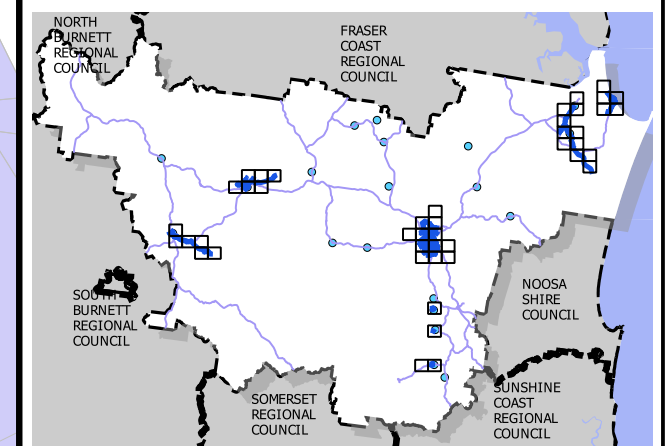 NORTH
BURNETT
REGIONAL
COUNCIL
FRASER
COAST
REGIONAL
COUNCIL
NOOSA
SHIRE
COUNCIL
SOUTH
BURNETT
REGIONAL
COUNCIL
SOMERSET
REGIONAL
COUNCIL
SUNSHINE
COAST
REGIONAL
COUNCIL